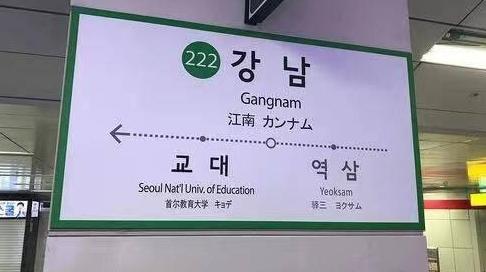 222 강남
Gangnam
江南 カンナム
교대
Seoul Nat'l Univ. of Education
首尔教育大学 キョデ
역삼
Yeoksam
驿三 ヨクサム